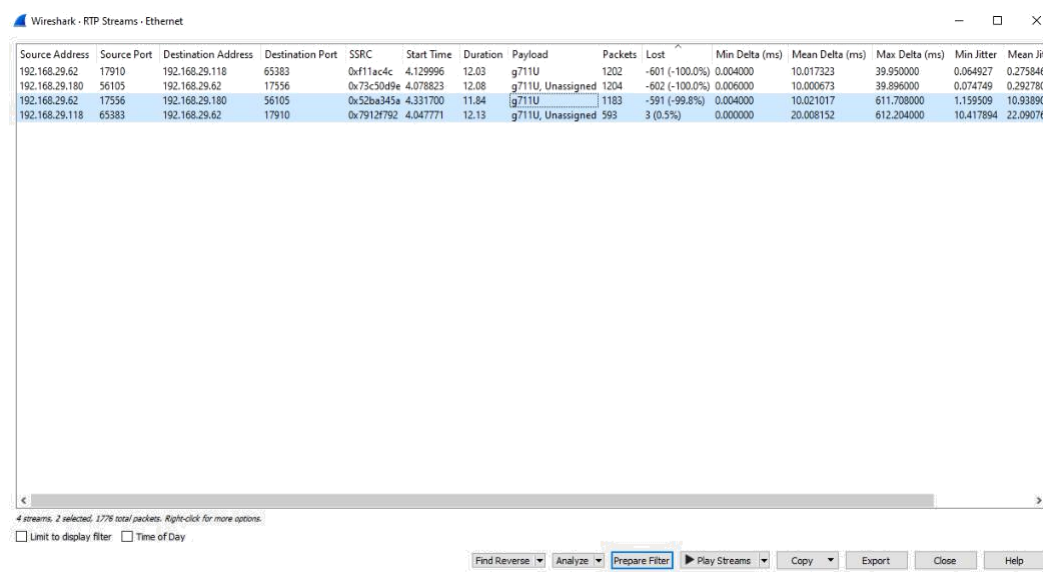 Wireshark · RTP Streams · Ethernet
Source Address Source Port Destination Address Destination Port SSRC Start Time Duration Payload Packets Lost Min Delta (ms) Mean Delta (ms) Max Delta (ms) Min Jitter Mean Jit
192.168.29.62 17910 192.168.29.118 65383 0xf11ac4c 4.129996 12.03 g711U 1202 -601 (-100.0%) 0.004000 10.017323 39.950000 0.064927 0.275846
192.168.29.180 56105 192.168.29.62 17556 0x73c50d9e 4.078823 12.08 g711U, Unassigned 1204 -602 (-100.0%) 0.006000 10.000673 39.896000 0.074749 0.292780
192.168.29.62 17556 192.168.29.180 56105 0x52ba345a 4.331700 11.84 g711U 1183 -591 (-99.8%) 0.004000 10.021017 611.708000 1.159509 10.93890
192.168.29.118 65383 192.168.29.62 17910 0x7912f792 4.047771 12.13 g711U, Unassigned 593 3 (0.5%) 0.000000 20.008152 612.204000 10.417894 22.09076
4 streams, 2 selected, 1776 total packets. Right-click for more options.
Limit to display filter Time of Day
Find Reverse Analyze Prepare Filter Play Streams Copy Export Close Help